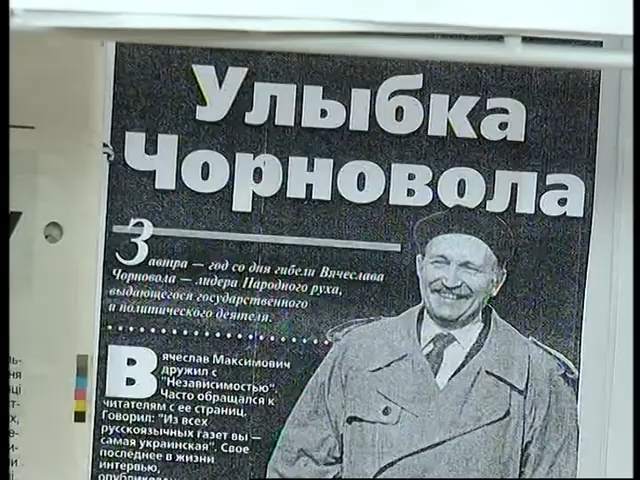 Улыбка
Чорновола
Завтра — год со дня гибели Вячеслава
Чорновола — лидера Народного руха,
выдающегося государственного
и политического деятеля.
Вячеслав Максимович
дружил с
"Независимостью".
Часто обращался к
читателям с ее страниц.
Говорил: "Из всех
русскоязычных газет вы —
самая украинская". Свое
последнее в жизни
интервью,